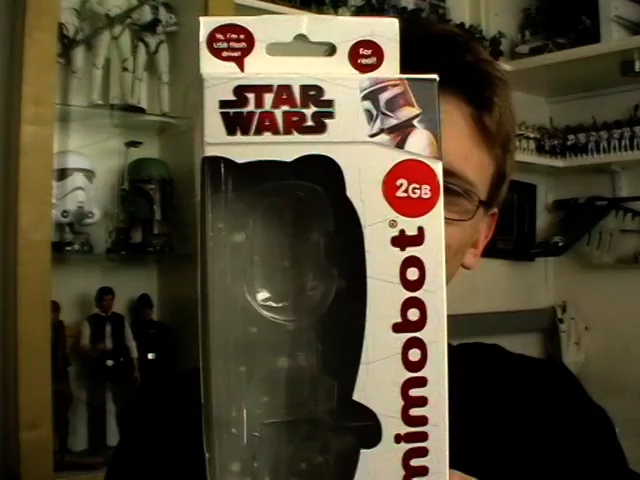 Yo, I'm a
USB flash
drive!
For
real!
STAR
WARS
2GB
mimobot®